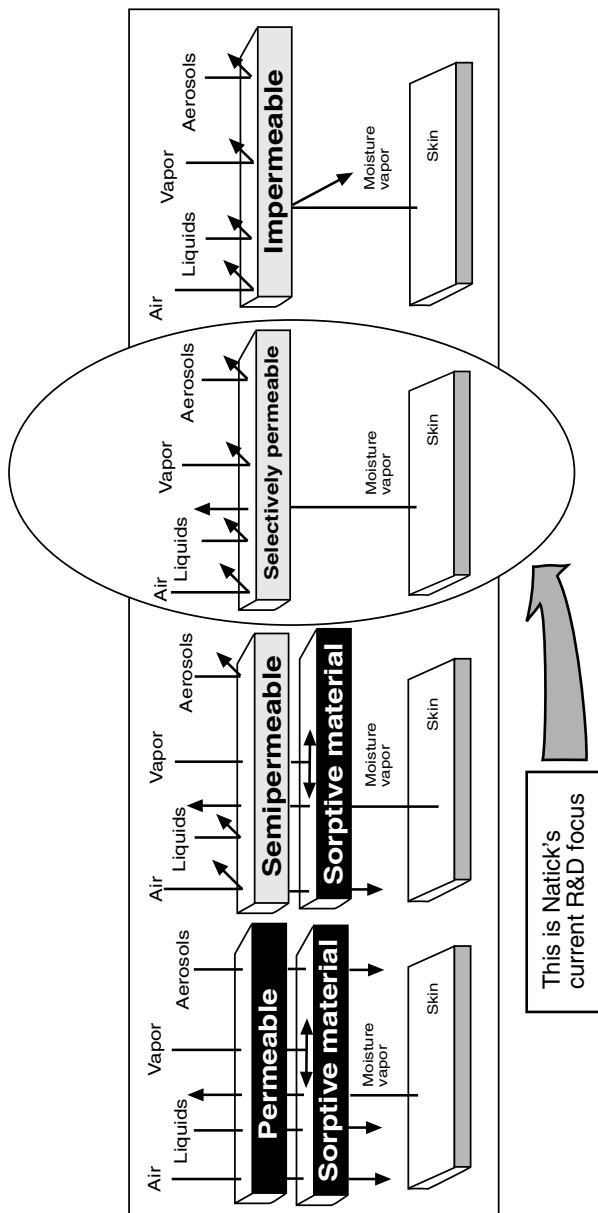 Air
Liquids
Vapor
Aerosols
Permeable
Sorptive material
Moisture
vapor
Skin
Air
Liquids
Vapor
Aerosols
Semipermeable
Sorptive material
Moisture
vapor
Skin
Air
Liquids
Vapor
Aerosols
Selectively permeable
Moisture
vapor
Skin
Air
Liquids
Vapor
Aerosols
Impermeable
Moisture
vapor
Skin
This is Natick's
current R&D focus